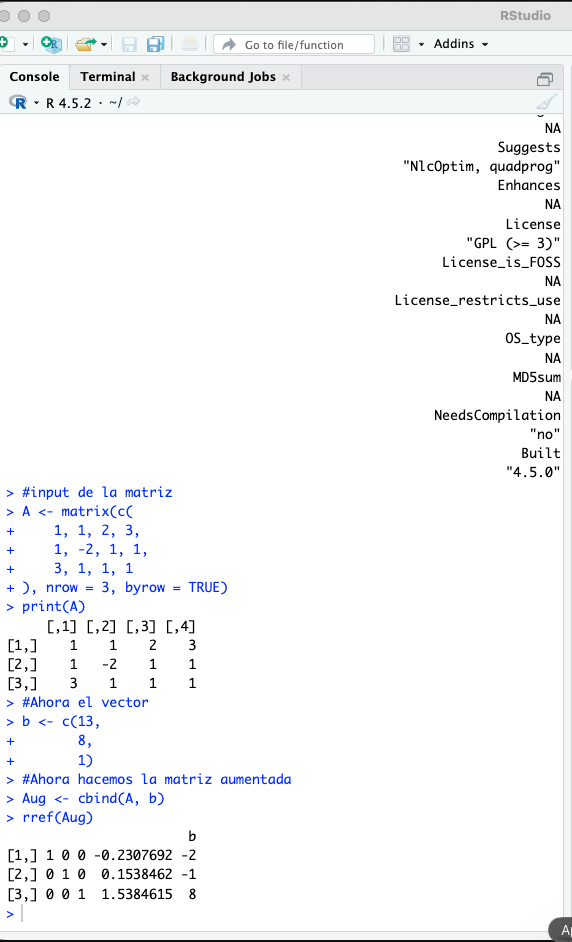 RStudio
Go to file/function
Addins
Console Terminal Background Jobs
R 4.5.2 · ~/
NA
Suggests
"NlcOptim, quadprog"
Enhances
NA
License
"GPL (>= 3)"
License_is_FOSS
NA
License_restricts_use
NA
OS_type
NA
MD5sum
NA
NeedsCompilation
"no"
Built
"4.5.0"
> #input de la matriz
> A <- matrix(c(
+     1, 1, 2, 3,
+     1, -2, 1, 1,
+     3, 1, 1, 1
+ ), nrow = 3, byrow = TRUE)
> print(A)
     [,1] [,2] [,3] [,4]
[1,]    1    1    2    3
[2,]    1   -2    1    1
[3,]    3    1    1    1
> #Ahora el vector
> b <- c(13,
+        8,
+        1)
> #Ahora hacemos la matriz aumentada
> Aug <- cbind(A, b)
> rref(Aug)
                       b
[1,] 1 0 0 -0.2307692 -2
[2,] 0 1 0  0.1538462 -1
[3,] 0 0 1  1.5384615  8
>